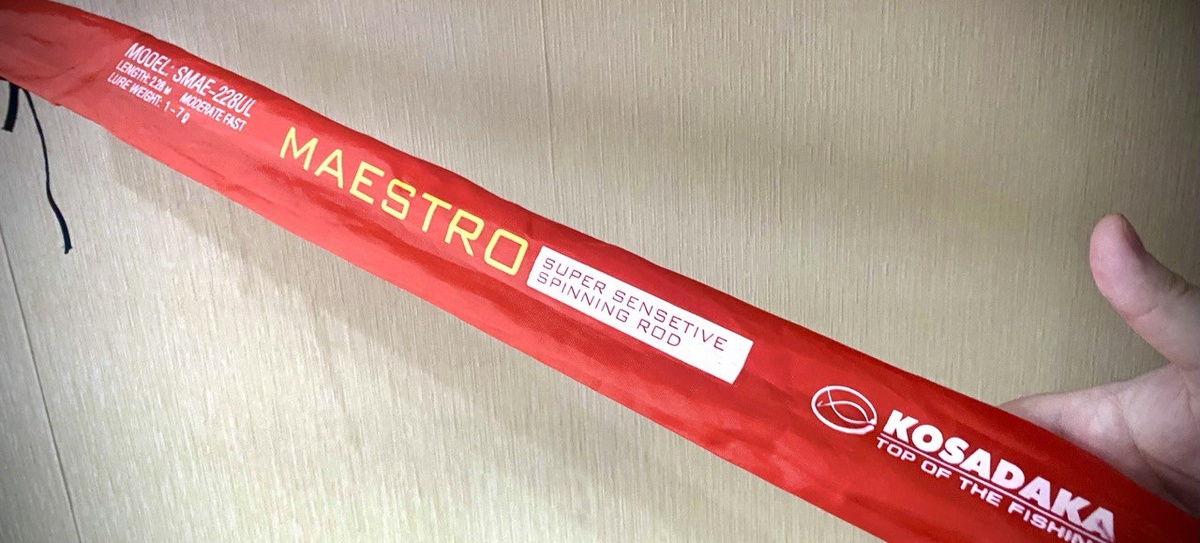 MODEL: SMAE-228UL
LENGTH: 2.28 M MODERATE FAST
LURE WEIGHT: 1-7 g
MAESTRO
SUPER SENSETIVE
SPINNING ROD
KOSADAKA
TOP OF THE FISHING